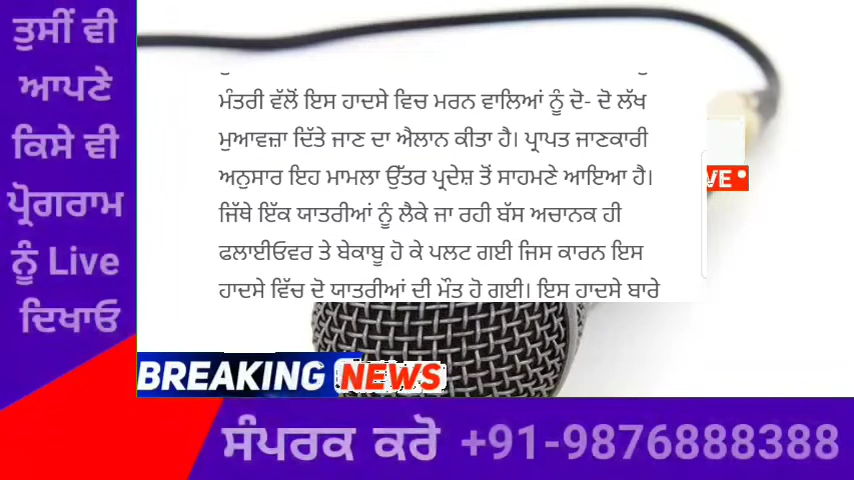 ਤੁਸੀਂ ਵੀ
ਆਪਣੇ
ਕਿਸੇ ਵੀ
ਪ੍ਰੋਗਰਾਮ
ਨੂੰ Live
ਦਿਖਾਓ
ਮੰਤਰੀ ਵੱਲੋਂ ਇਸ ਹਾਦਸੇ ਵਿਚ ਮਰਨ ਵਾਲਿਆਂ ਨੂੰ ਦੋ- ਦੋ ਲੱਖ
ਮੁਆਵਜ਼ਾ ਦਿੱਤੇ ਜਾਣ ਦਾ ਐਲਾਨ ਕੀਤਾ ਹੈ। ਪ੍ਰਾਪਤ ਜਾਣਕਾਰੀ
ਅਨੁਸਾਰ ਇਹ ਮਾਮਲਾ ਉੱਤਰ ਪ੍ਰਦੇਸ਼ ਤੋਂ ਸਾਹਮਣੇ ਆਇਆ ਹੈ।
ਜਿੱਥੇ ਇੱਕ ਯਾਤਰੀਆਂ ਨੂੰ ਲੈਕੇ ਜਾ ਰਹੀ ਬੱਸ ਅਚਾਨਕ ਹੀ
ਫਲਾਈਓਵਰ ਤੇ ਬੇਕਾਬੂ ਹੋ ਕੇ ਪਲਟ ਗਈ ਜਿਸ ਕਾਰਨ ਇਸ
ਹਾਦਸੇ ਵਿੱਚ ਦੋ ਯਾਤਰੀਆਂ ਦੀ ਮੌਤ ਹੋ ਗਈ। ਇਸ ਹਾਦਸੇ ਬਾਰੇ
VE
BREAKING NEWS
ਸੰਪਰਕ ਕਰੋ +91-9876888388